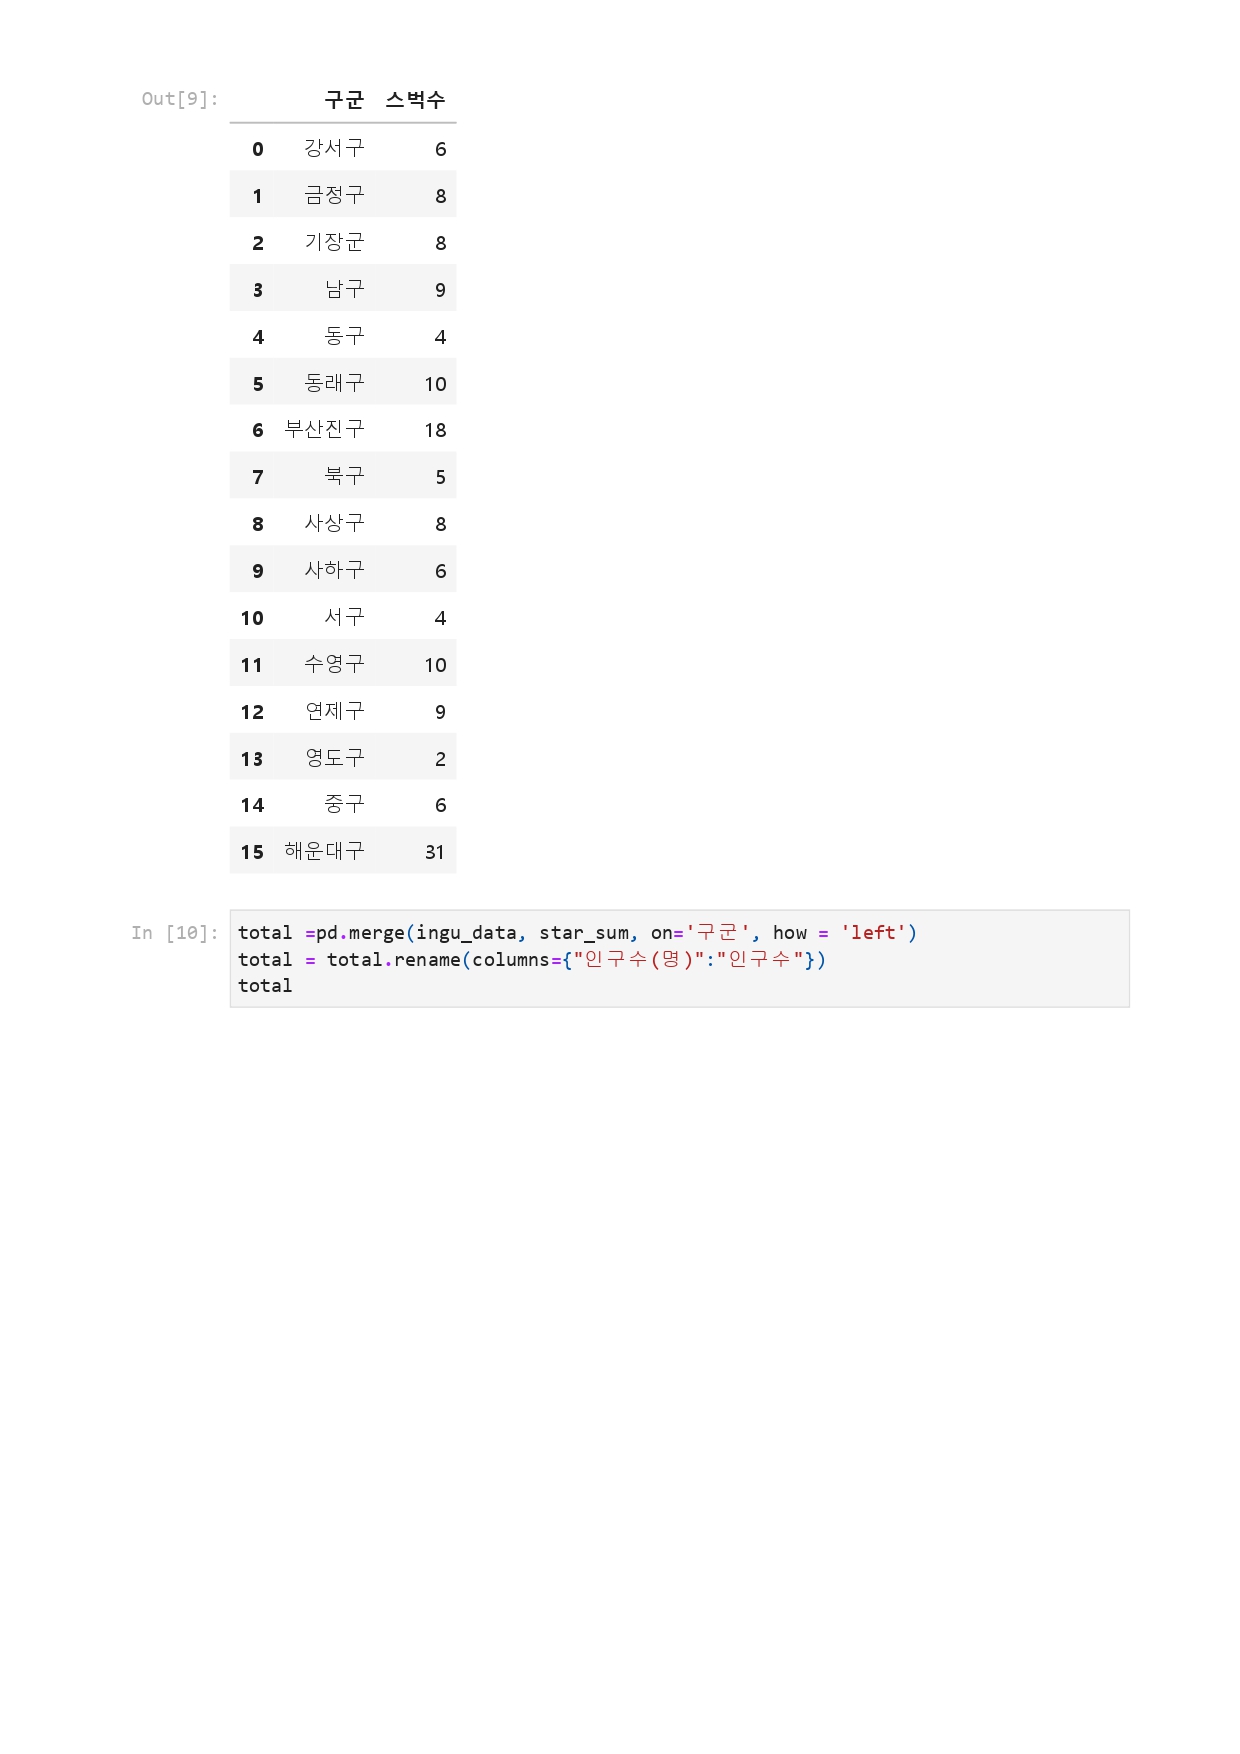 Out[9]:
구군 스벅수
0 강서구 6
1 금정구 8
2 기장군 8
3 남구 9
4 동구 4
5 동래구 10
6 부산진구 18
7 북구 5
8 사상구 8
9 사하구 6
10 서구 4
11 수영구 10
12 연제구 9
13 영도구 2
14 중구 6
15 해운대구 31
In [10]:
total =pd.merge(ingu_data, star_sum, on='구군', how = 'left')
total = total.rename(columns={"인구수(명)":"인구수"})
total